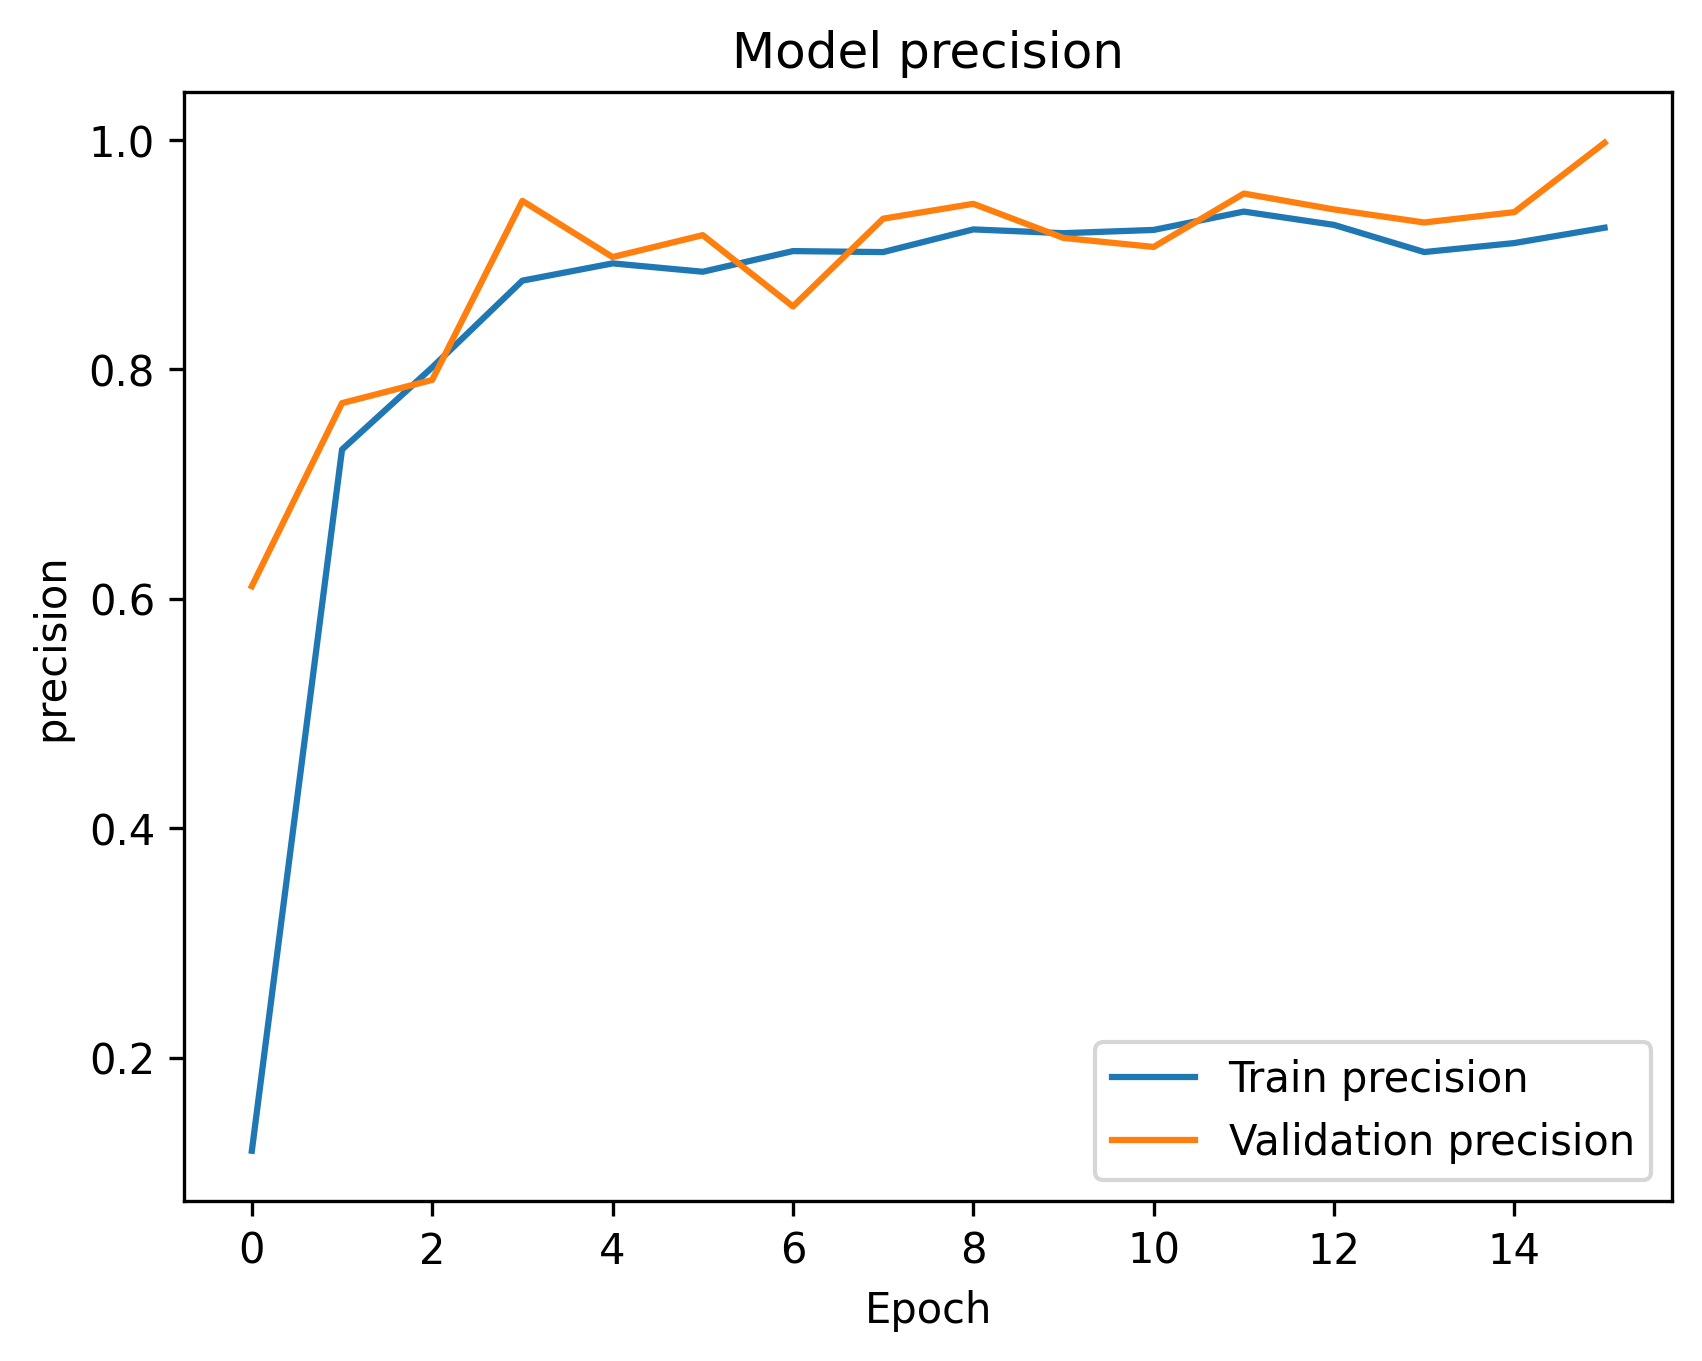 Model precision
1.0
0.8
0.6
0.4
0.2
precision
0 2 4 6 8 10 12 14
Epoch
Train precision
Validation precision